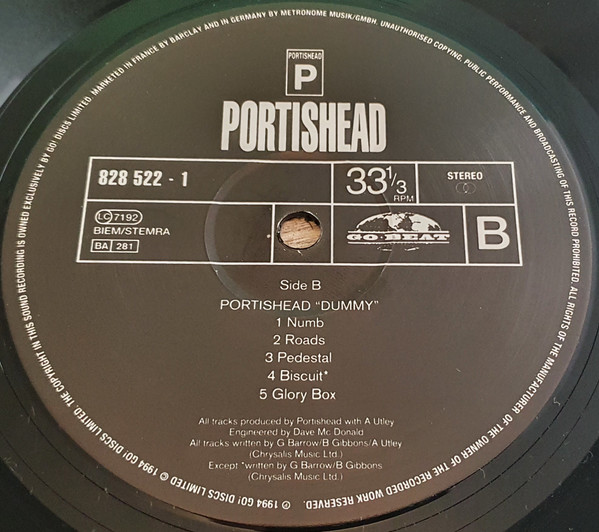 PORTISHEAD
P
PORTISHEAD
828 522 - 1
33 1/3
RPM
STEREO
LC 7192
BIEM/STEMRA
BA 281
GO.BEAT
B
Side B
PORTISHEAD “DUMMY”
1 Numb
2 Roads
3 Pedestal
4 Biscuit*
5 Glory Box
All tracks produced by Portishead with A Utley
Engineered by Dave Mc Donald
All tracks written by G Barrow/B Gibbons/A Utley
(Chrysalis Music Ltd.)
Except *written by G Barrow/B Gibbons
(Chrysalis Music Ltd.)
℗ 1994 GO! DISCS LIMITED © 1994 GO! DISCS LIMITED. THE COPYRIGHT IN THIS SOUND RECORDING IS OWNED EXCLUSIVELY BY GO! DISCS LIMITED. MARKETED IN FRANCE BY BARCLAY AND IN GERMANY BY METRONOME MUSIK/GMBH. UNAUTHORISED COPYING, PUBLIC PERFORMANCE AND BROADCASTING OF THIS RECORD PROHIBITED. ALL RIGHTS OF THE MANUFACTURER OF THE OWNER OF THE RECORDED WORK RESERVED.